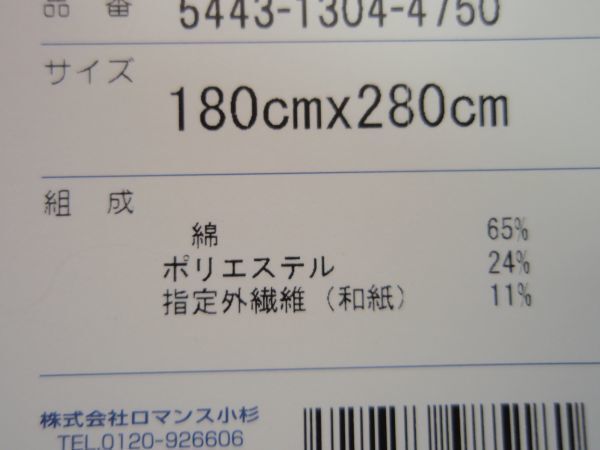 品番 5443-1304-4750
サイズ
180cmx280cm
組成
綿 65%
ポリエステル 24%
指定外繊維（和紙） 11%
株式会社ロマンス小杉
TEL.0120-926606